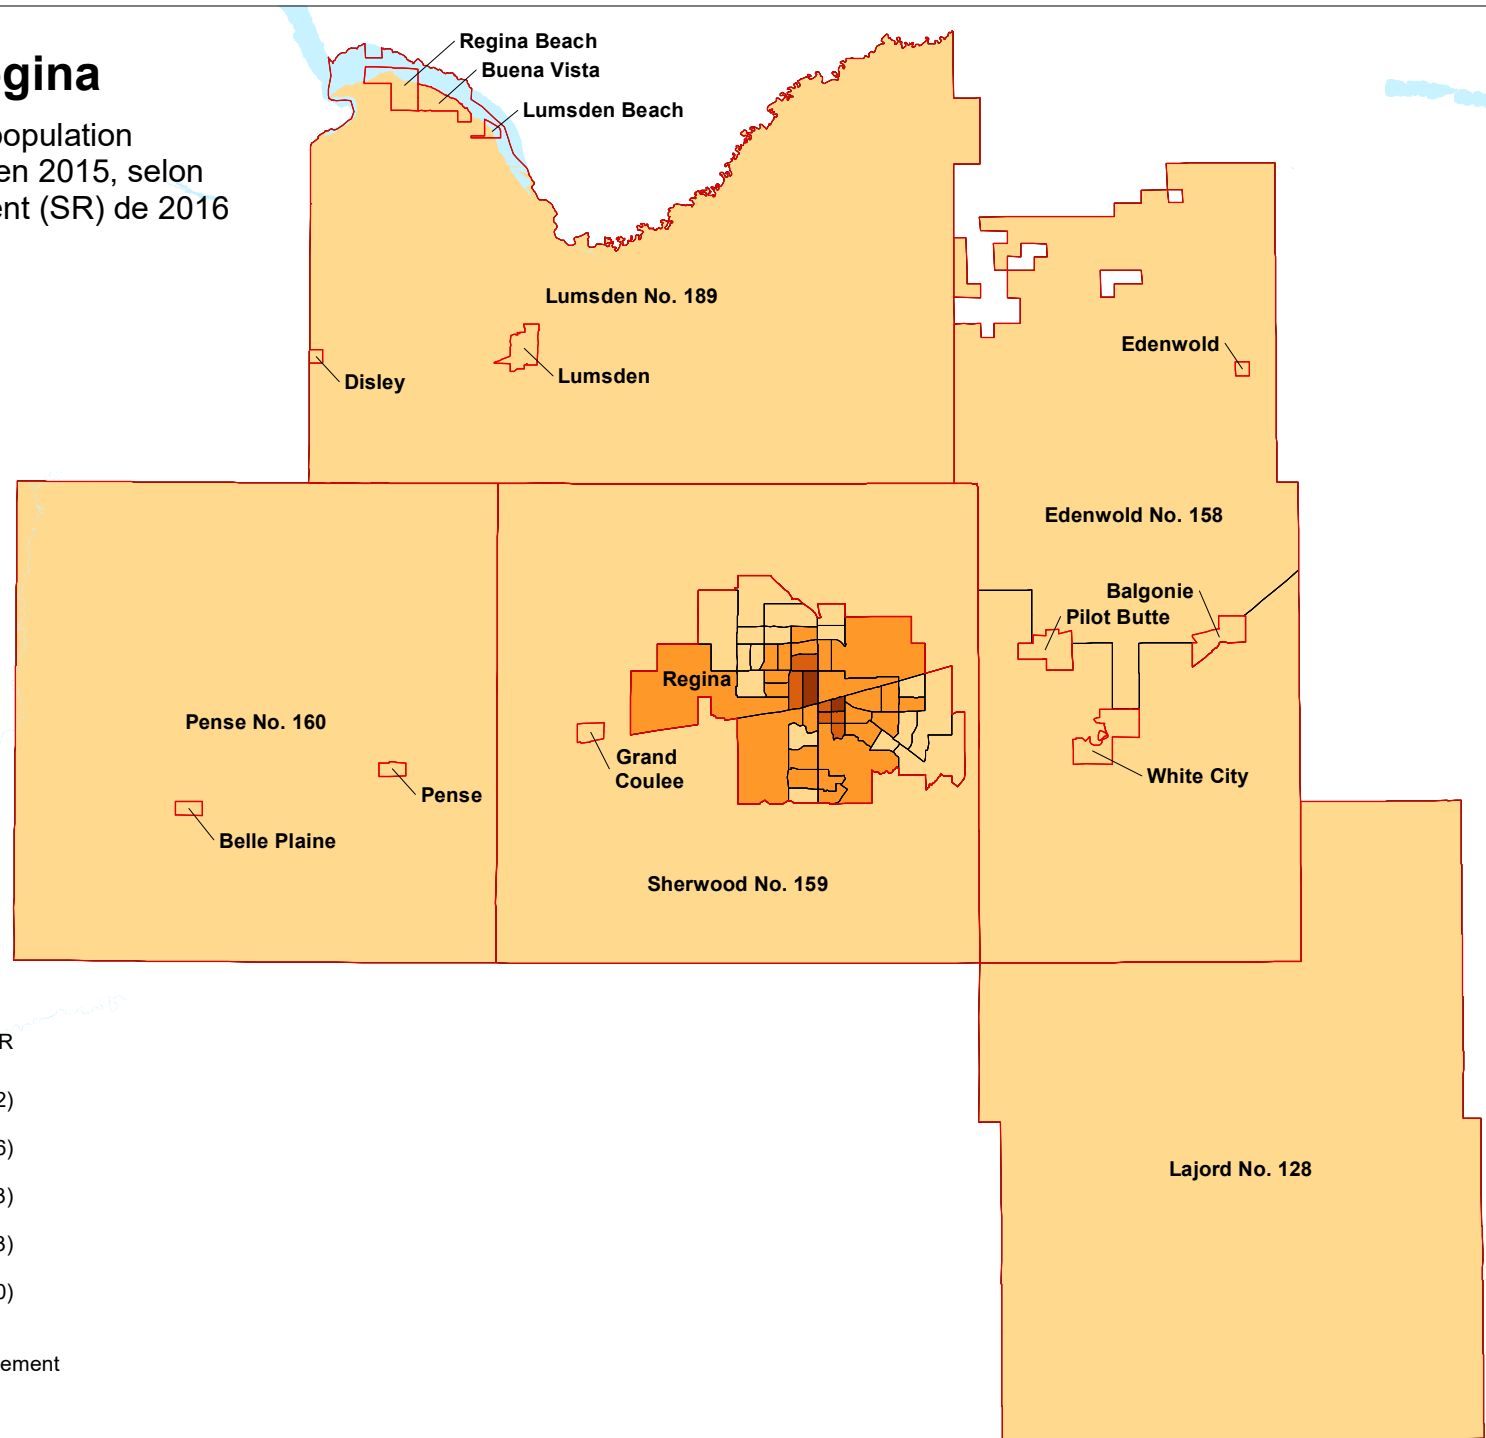 gina
population
en 2015, selon
ent (SR) de 2016
Regina Beach
Buena Vista
Lumsden Beach
Lumsden No. 189
Edenwold
Disley
Lumsden
Edenwold No. 158
Balgonie
Pilot Butte
Regina
Pense No. 160
Grand
Coulee
White City
Pense
Belle Plaine
Sherwood No. 159
R
2)
6)
3)
3)
0)
Lajord No. 128
ement